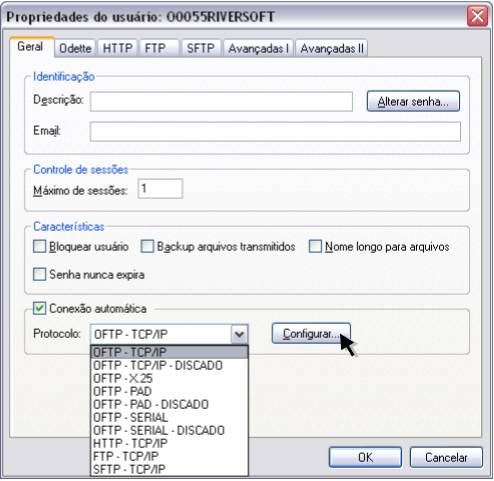 Propriedades do usuário: O0055RIVERSOFT
Geral Odette HTTP FTP SFTP Avançadas I Avançadas II
Identificação
Descrição: Alterar senha...
Email:
Controle de sessões
Máximo de sessões: 1
Características
Bloquear usuário Backup arquivos transmitidos Nome longo para arquivos
Senha nunca expira
Conexão automática
Protocolo: OFTP - TCP/IP Configurar...
OFTP - TCP/IP
OFTP - TCP/IP - DISCADO
OFTP - X.25
OFTP - PAD
OFTP - PAD - DISCADO
OFTP - SERIAL
OFTP - SERIAL - DISCADO
HTTP - TCP/IP
FTP - TCP/IP
SFTP - TCP/IP
OK Cancelar